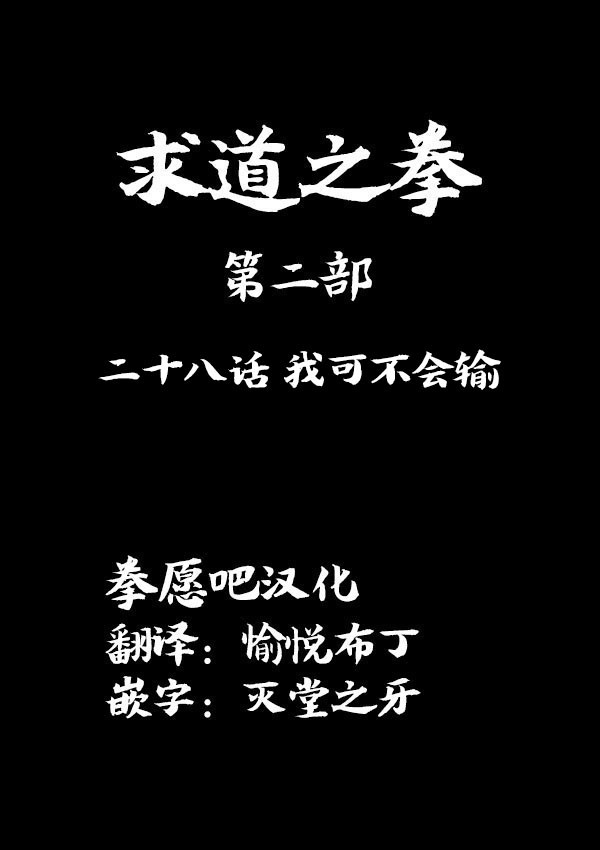 求道之拳
第二部
二十八话 我可不会输
拳愿吧汉化
翻译：愉悦布丁
嵌字：灭堂之牙